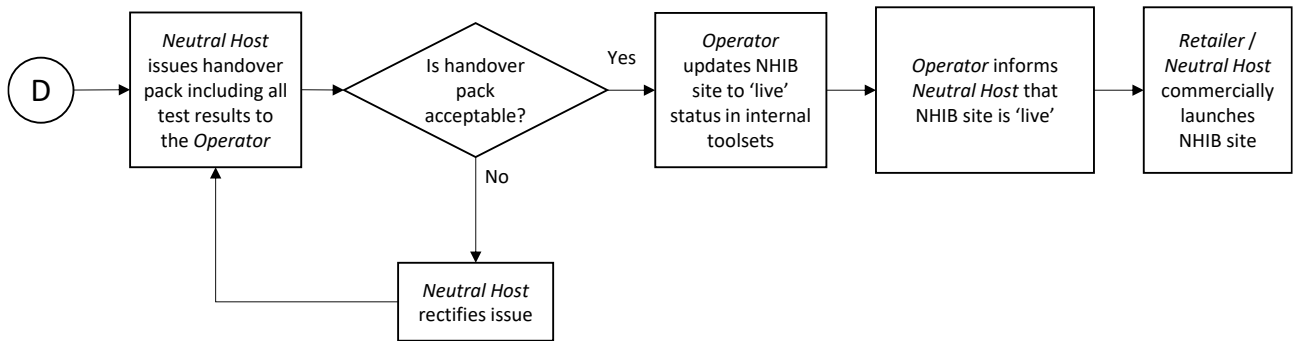 D
Neutral Host
issues handover
pack including all
test results to
the Operator
Is handover
pack
acceptable?
Yes
No
Neutral Host
rectifies issue
Operator
updates NHIB
site to ‘live’
status in internal
toolsets
Operator informs
Neutral Host that
NHIB site is ‘live’
Retailer /
Neutral Host
commercially
launches
NHIB site